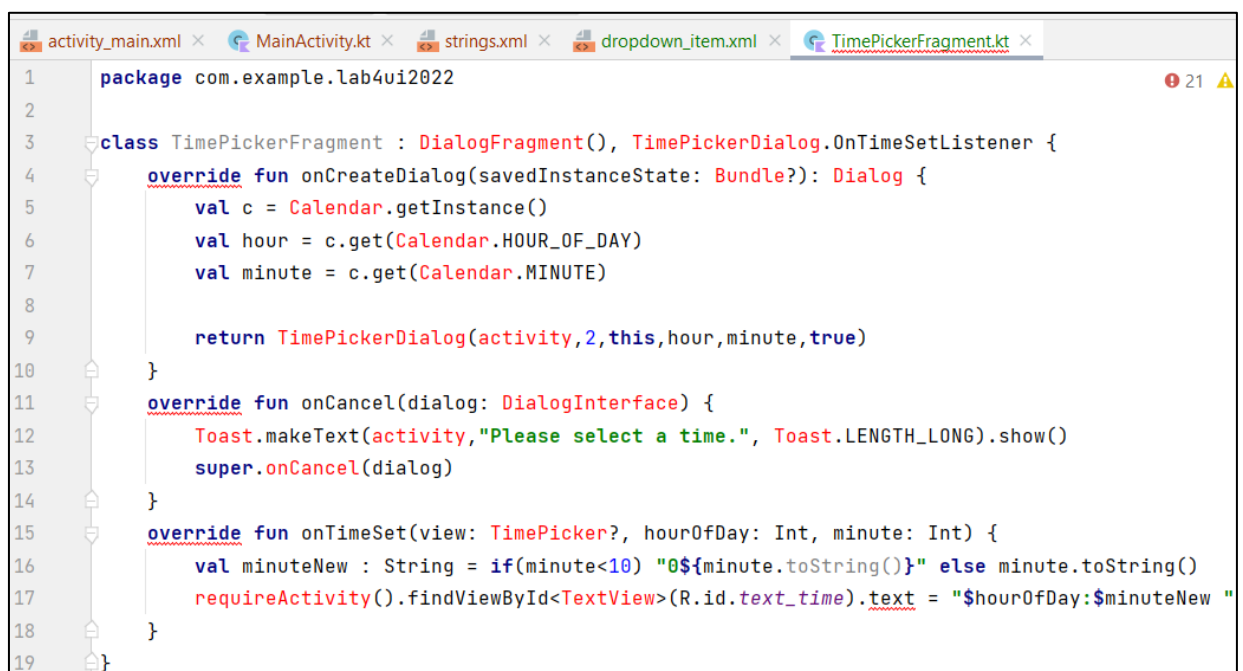 activity_main.xml × MainActivity.kt × strings.xml × dropdown_item.xml × TimePickerFragment.kt ×
1 package com.example.lab4ui2022 21
2
3 class TimePickerFragment : DialogFragment(), TimePickerDialog.OnTimeSetListener {
4 override fun onCreateDialog(savedInstanceState: Bundle?): Dialog {
5 val c = Calendar.getInstance()
6 val hour = c.get(Calendar.HOUR_OF_DAY)
7 val minute = c.get(Calendar.MINUTE)
8
9 return TimePickerDialog(activity,2,this,hour,minute,true)
10 }
11 override fun onCancel(dialog: DialogInterface) {
12 Toast.makeText(activity,"Please select a time.", Toast.LENGTH_LONG).show()
13 super.onCancel(dialog)
14 }
15 override fun onTimeSet(view: TimePicker?, hourOfDay: Int, minute: Int) {
16 val minuteNew : String = if(minute<10) "0${minute.toString()}" else minute.toString()
17 requireActivity().findViewById<TextView>(R.id.text_time).text = "$hourOfDay:$minuteNew "
18 }
19 }